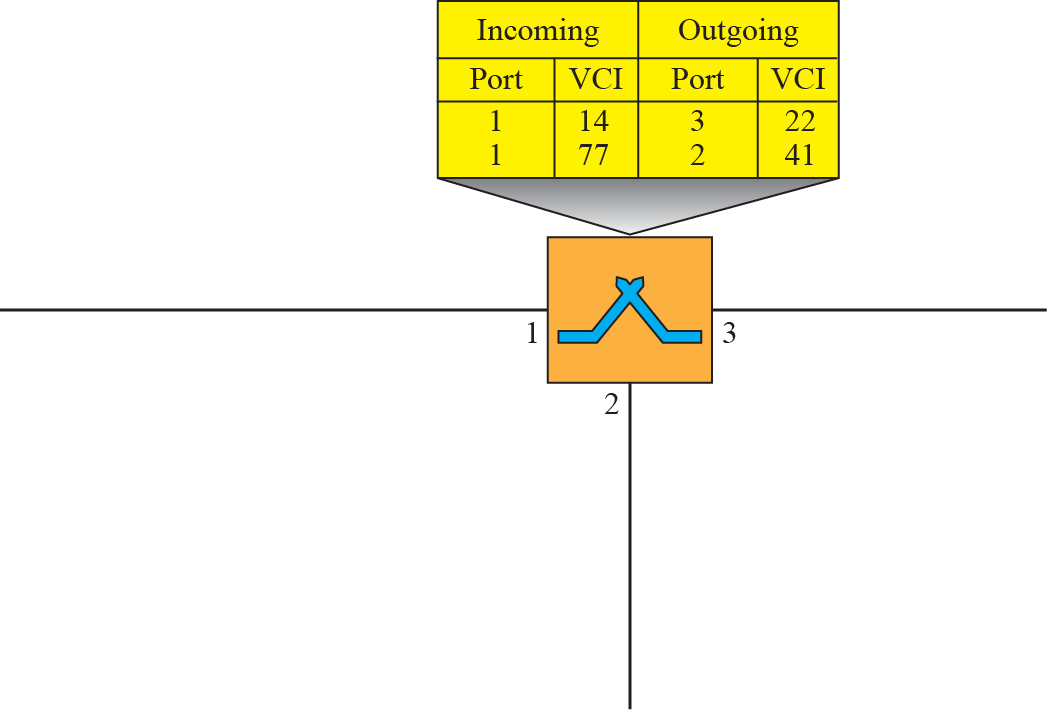 Incoming Outgoing
Port VCI Port VCI
1 14 3 22
1 77 2 41
1 3
2